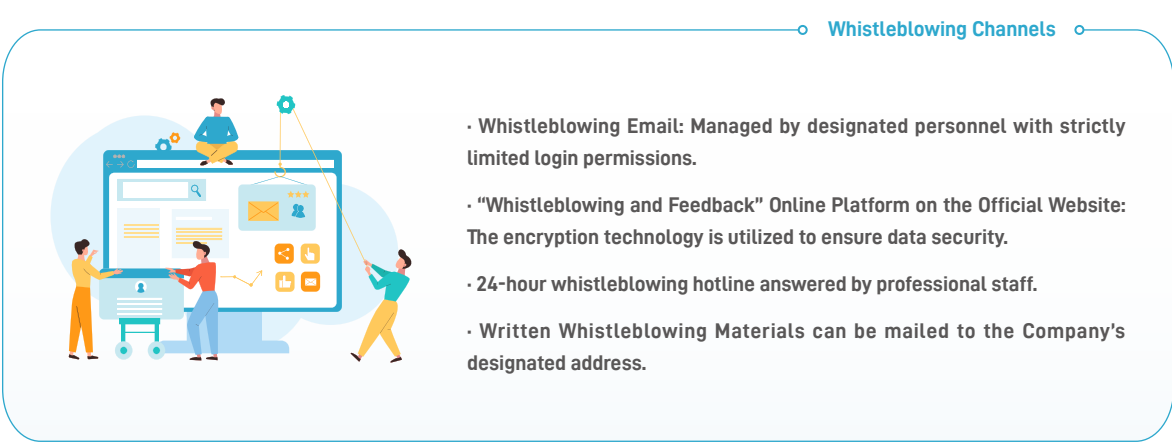 Whistleblowing Channels
· Whistleblowing Email: Managed by designated personnel with strictly
limited login permissions.
· “Whistleblowing and Feedback” Online Platform on the Official Website:
The encryption technology is utilized to ensure data security.
· 24-hour whistleblowing hotline answered by professional staff.
· Written Whistleblowing Materials can be mailed to the Company’s
designated address.